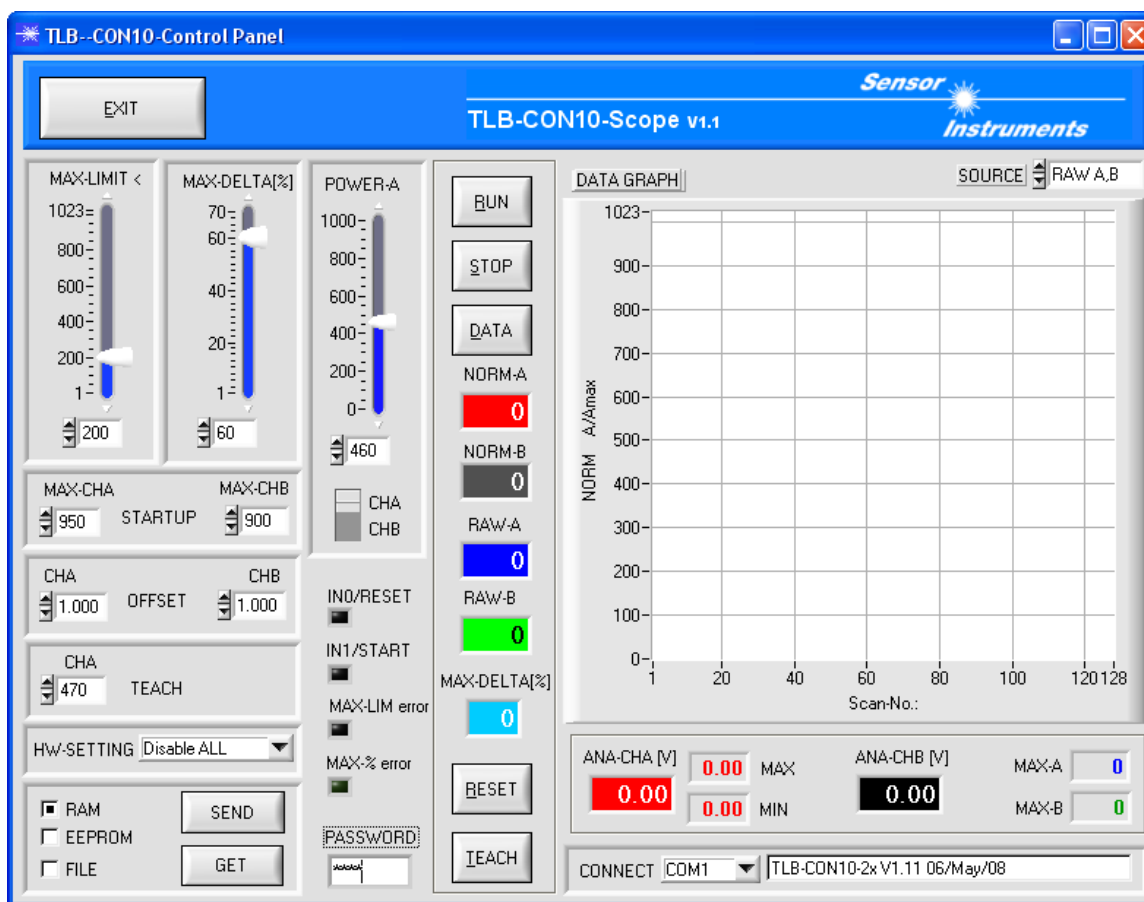 TLB--CON10-Control Panel
EXIT
TLB-CON10-Scope V1.1
Sensor
Instruments
MAX-LIMIT <
1023
800
600
400
200
1
200
MAX-DELTA[%]
70
60
40
20
1
60
POWER-A
1000
800
600
400
200
0
460
CHA
CHB
MAX-CHA
MAX-CHB
950
STARTUP
900
CHA
CHB
1.000
OFFSET
1.000
CHA
470
TEACH
HW-SETTING
Disable ALL
RAM
EEPROM
FILE
SEND
GET
IN0/RESET
IN1/START
MAX-LIM error
MAX-% error
PASSWORD
*****
RUN
STOP
DATA
NORM-A
0
NORM-B
0
RAW-A
0
RAW-B
0
MAX-DELTA[%]
0
RESET
TEACH
DATA GRAPH
SOURCE
RAW A,B
1023
900
800
700
600
500
400
300
200
100
0
NORM A/Amax
1 20 40 60 80 100 120 128
Scan-No.:
ANA-CHA [V]
0.00
0.00 MAX
0.00 MIN
ANA-CHB [V]
0.00
MAX-A 0
MAX-B 0
CONNECT
COM1
TLB-CON10-2x V1.11 06/May/08